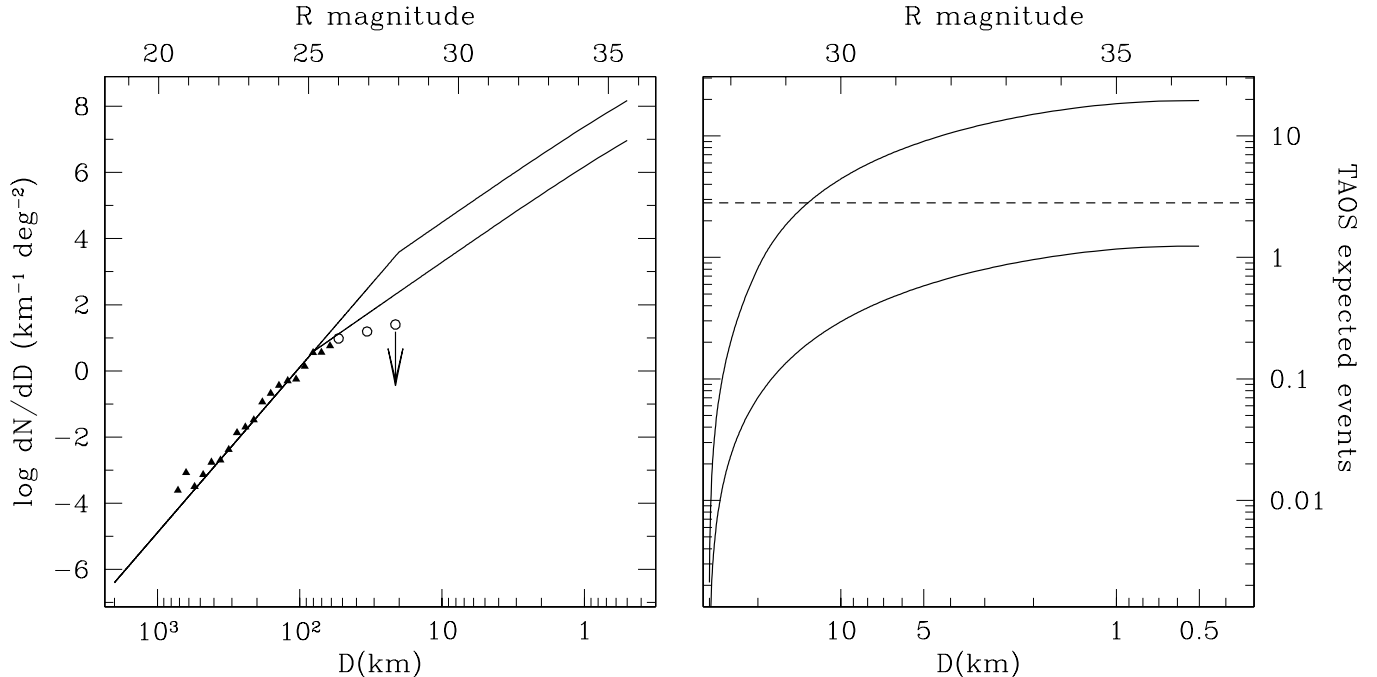 R magnitude
20 25 30 35
8
6
4
2
0
−2
−4
−6
log dN/dD (km⁻¹ deg⁻²)
10³ 10² 10 1
D(km)
R magnitude
30 35
10
1
0.1
0.01
TAOS expected events
10 5 1 0.5
D(km)